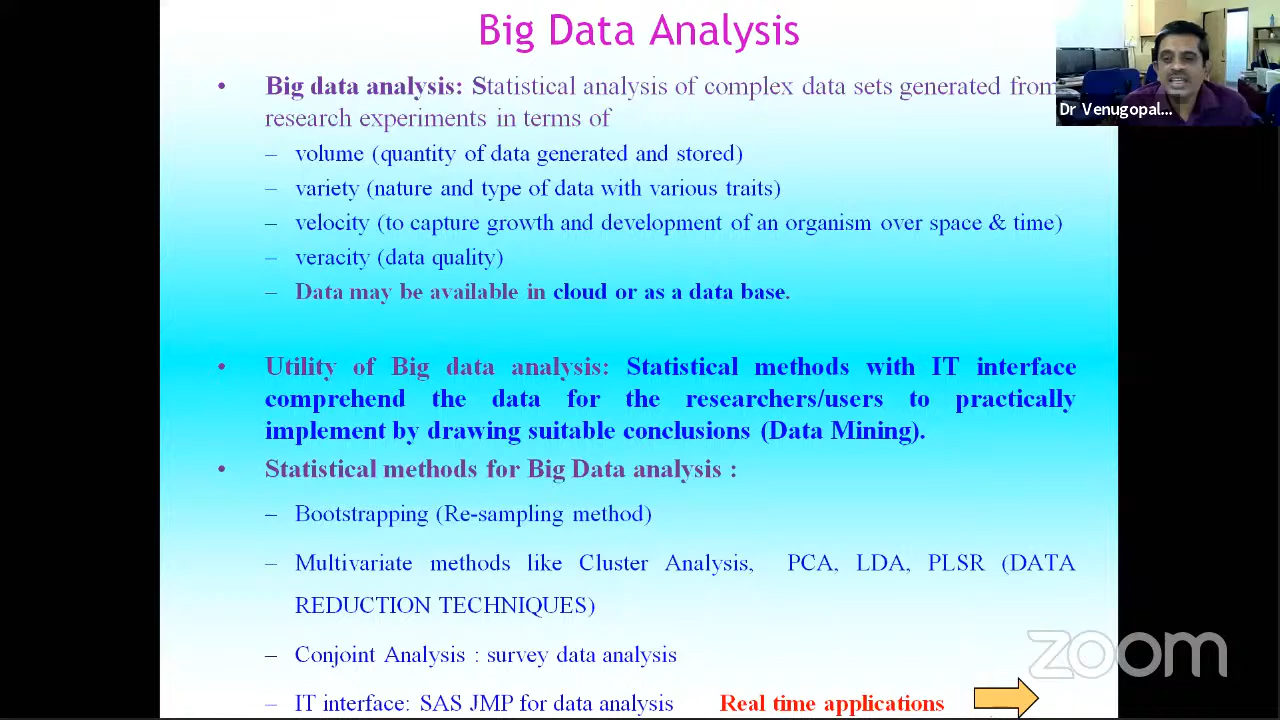 Big Data Analysis
• Big data analysis: Statistical analysis of complex data sets generated from
research experiments in terms of
– volume (quantity of data generated and stored)
– variety (nature and type of data with various traits)
– velocity (to capture growth and development of an organism over space & time)
– veracity (data quality)
– Data may be available in cloud or as a data base.
• Utility of Big data analysis: Statistical methods with IT interface
comprehend the data for the researchers/users to practically
implement by drawing suitable conclusions (Data Mining).
• Statistical methods for Big Data analysis :
– Bootstrapping (Re-sampling method)
– Multivariate methods like Cluster Analysis, PCA, LDA, PLSR (DATA
REDUCTION TECHNIQUES)
– Conjoint Analysis : survey data analysis
– IT interface: SAS JMP for data analysis Real time applications
Dr Venugopal...
zoom